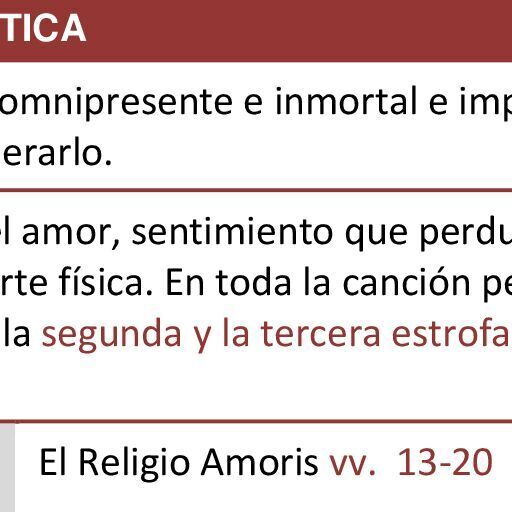 TICA
omnipresente e inmortal e imp
erarlo.
el amor, sentimiento que perdu
rte física. En toda la canción pe
la segunda y la tercera estrofa
El Religio Amoris vv. 13-20